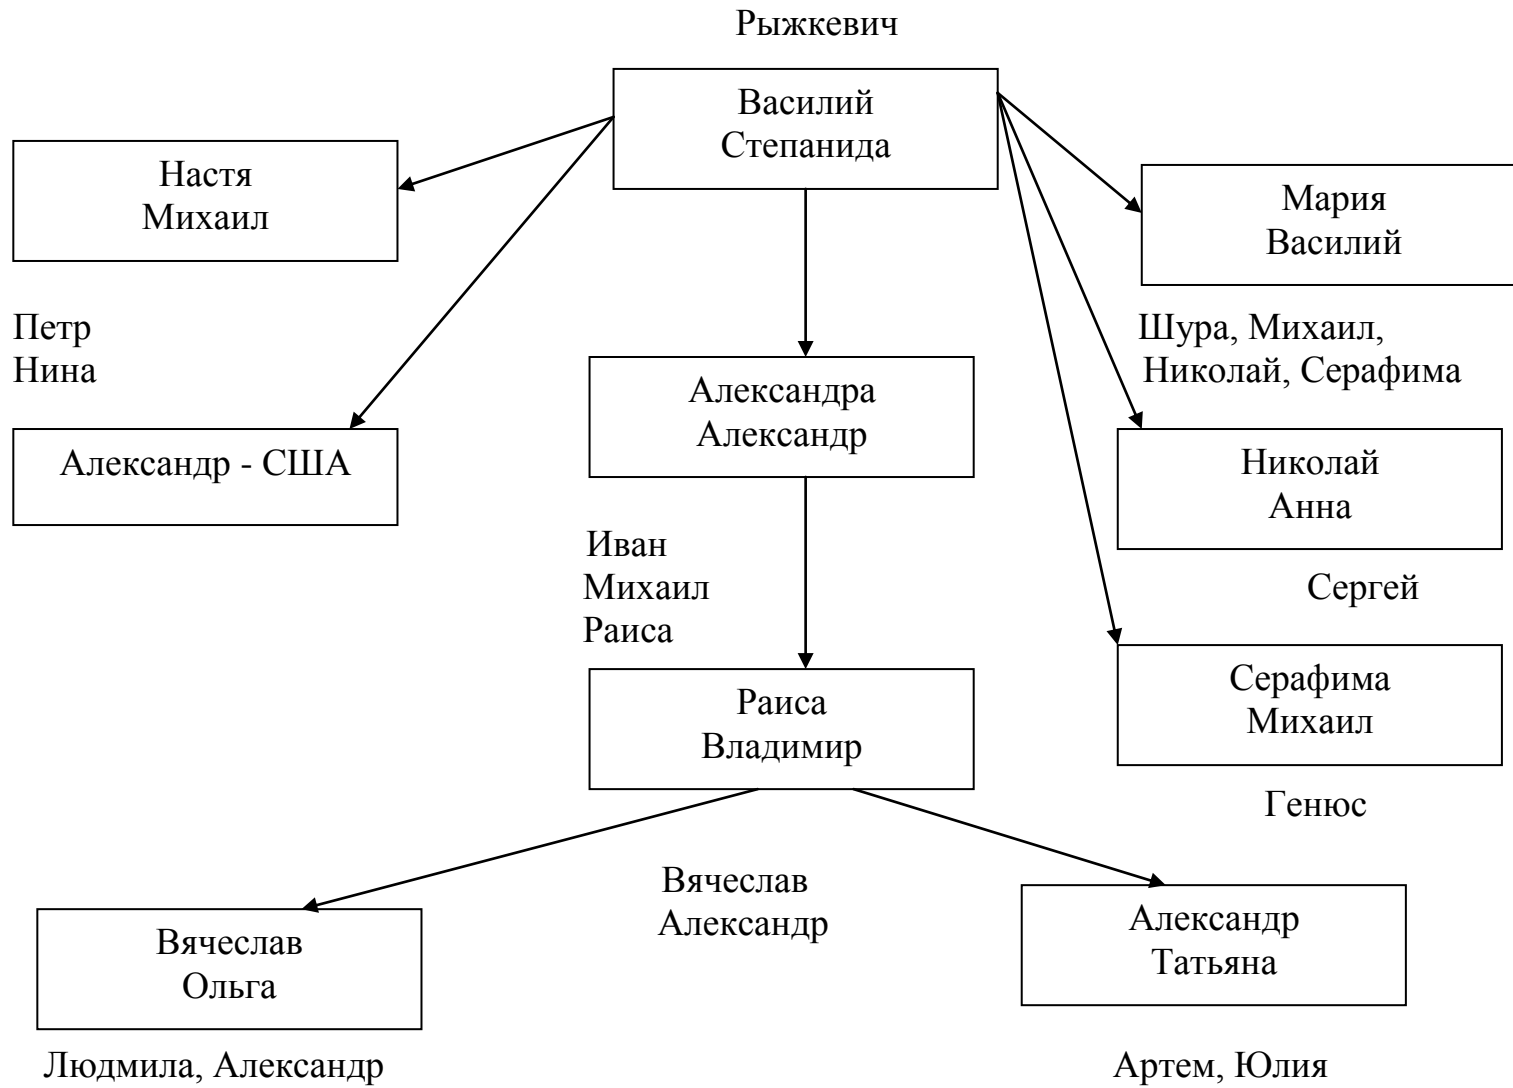 Рыжкевич
Василий
Степанида
Настя
Михаил
Мария
Василий
Петр
Нина
Шура, Михаил,
Николай, Серафима
Александра
Александр
Александр - США
Николай
Анна
Иван
Михаил
Раиса
Сергей
Серафима
Михаил
Раиса
Владимир
Генюс
Вячеслав
Александр
Вячеслав
Ольга
Александр
Татьяна
Людмила, Александр
Артем, Юлия